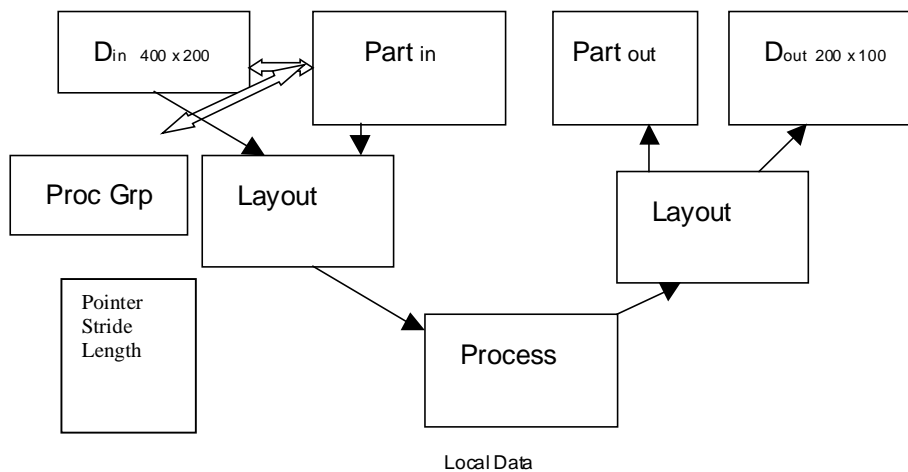 Din 400 x 200
Part in
Part out
Dout 200 x 100
Proc Grp
Layout
Layout
Pointer
Stride
Length
Process
Local Data